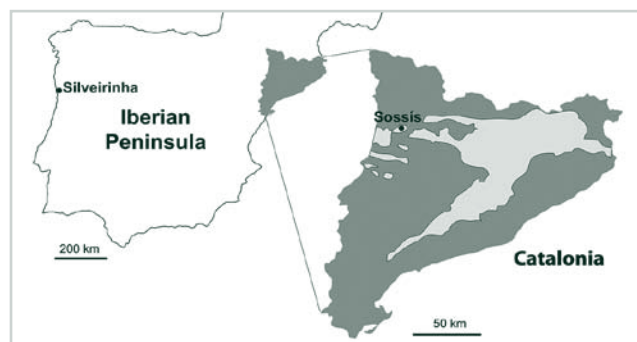 Silveirinha
Iberian
Peninsula
200 km
Sossís
Catalonia
50 km